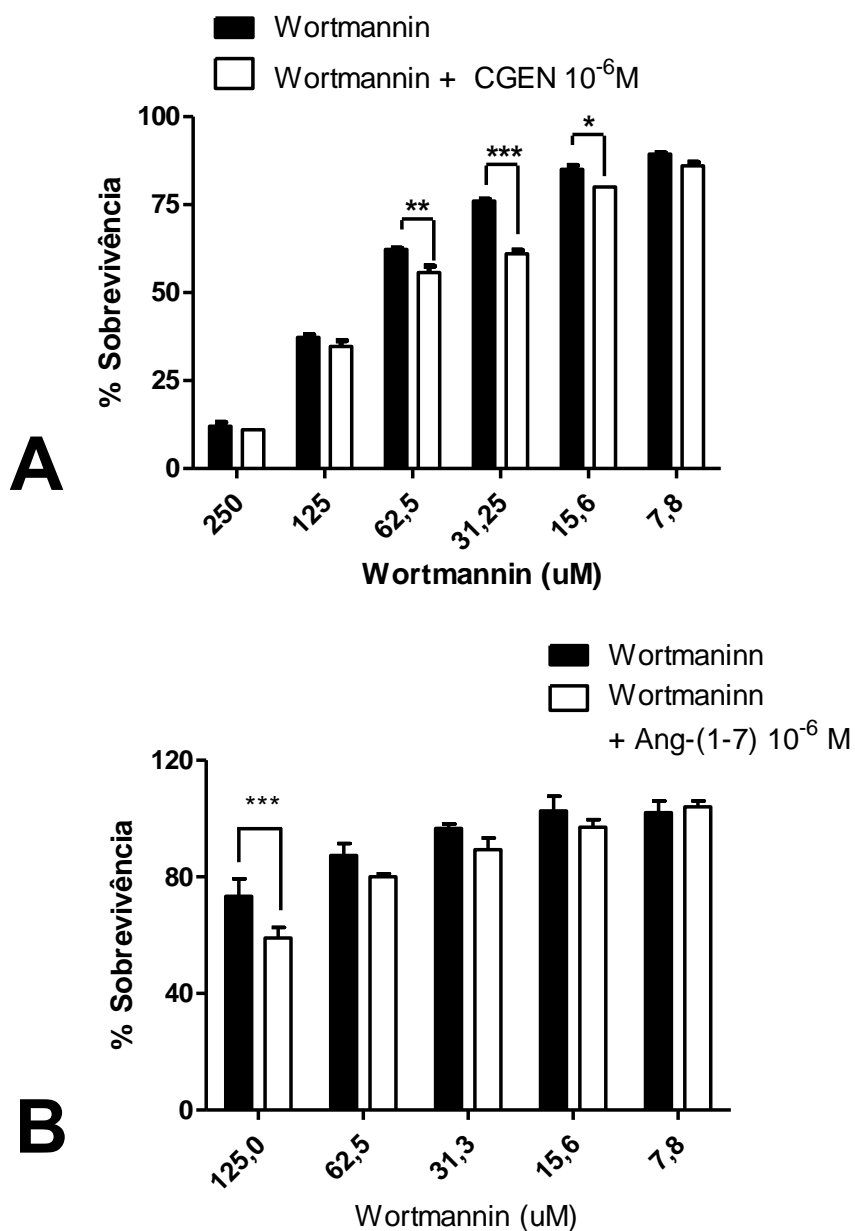 Wortmannin
Wortmannin + CGEN 10⁻⁶M
100
75
50
25
0
% Sobrevivência
**
***
*
250
125
62,5
31,25
15,6
7,8
Wortmannin (uM)
A
Wortmaninn
Wortmaninn
+ Ang-(1-7) 10⁻⁶ M
120
80
40
0
% Sobrevivência
***
125,0
62,5
31,3
15,6
7,8
Wortmannin (uM)
B